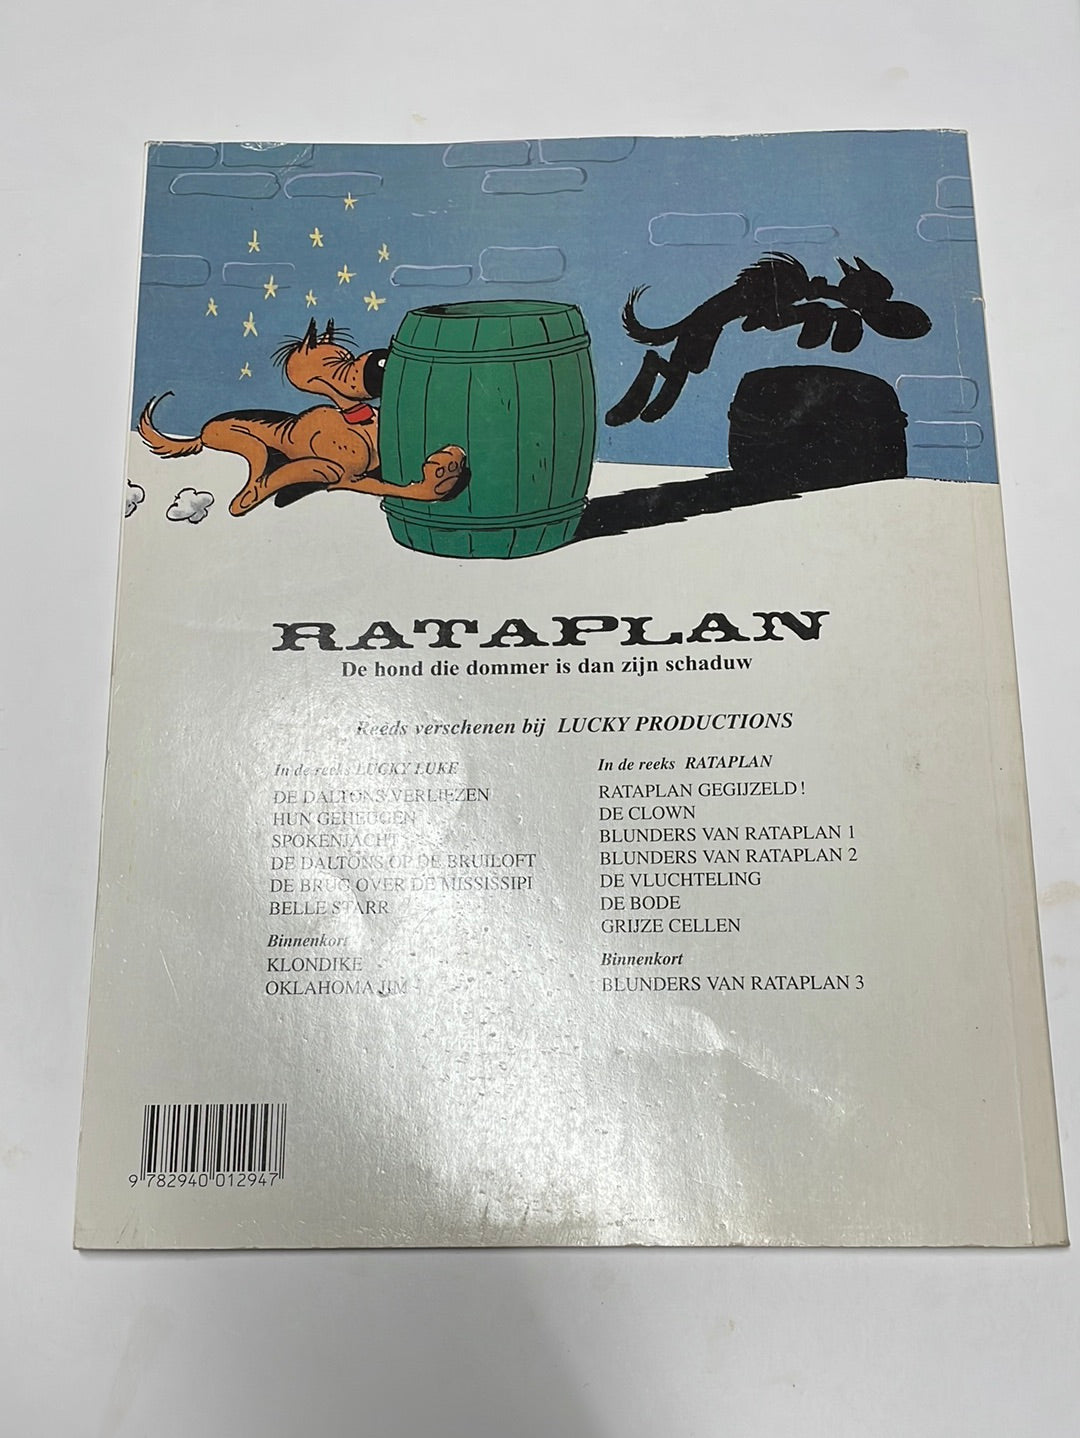 RATAPLAN
De hond die dommer is dan zijn schaduw
Reeds verschenen bij LUCKY PRODUCTIONS
In de reeks LUCKY LUKE
DE DALTONS VERLIEZEN
HUN GEHEUGEN
SPOKENJACHT
DE DALTONS OP DE BRUILOFT
DE BRUG OVER DE MISSISSIPI
BELLE STARR
Binnenkort
KLONDIKE
OKLAHOMA JIM
In de reeks RATAPLAN
RATAPLAN GEGIJZELD !
DE CLOWN
BLUNDERS VAN RATAPLAN 1
BLUNDERS VAN RATAPLAN 2
DE VLUCHTELING
DE BODE
GRIJZE CELLEN
Binnenkort
BLUNDERS VAN RATAPLAN 3
9 782940 012947